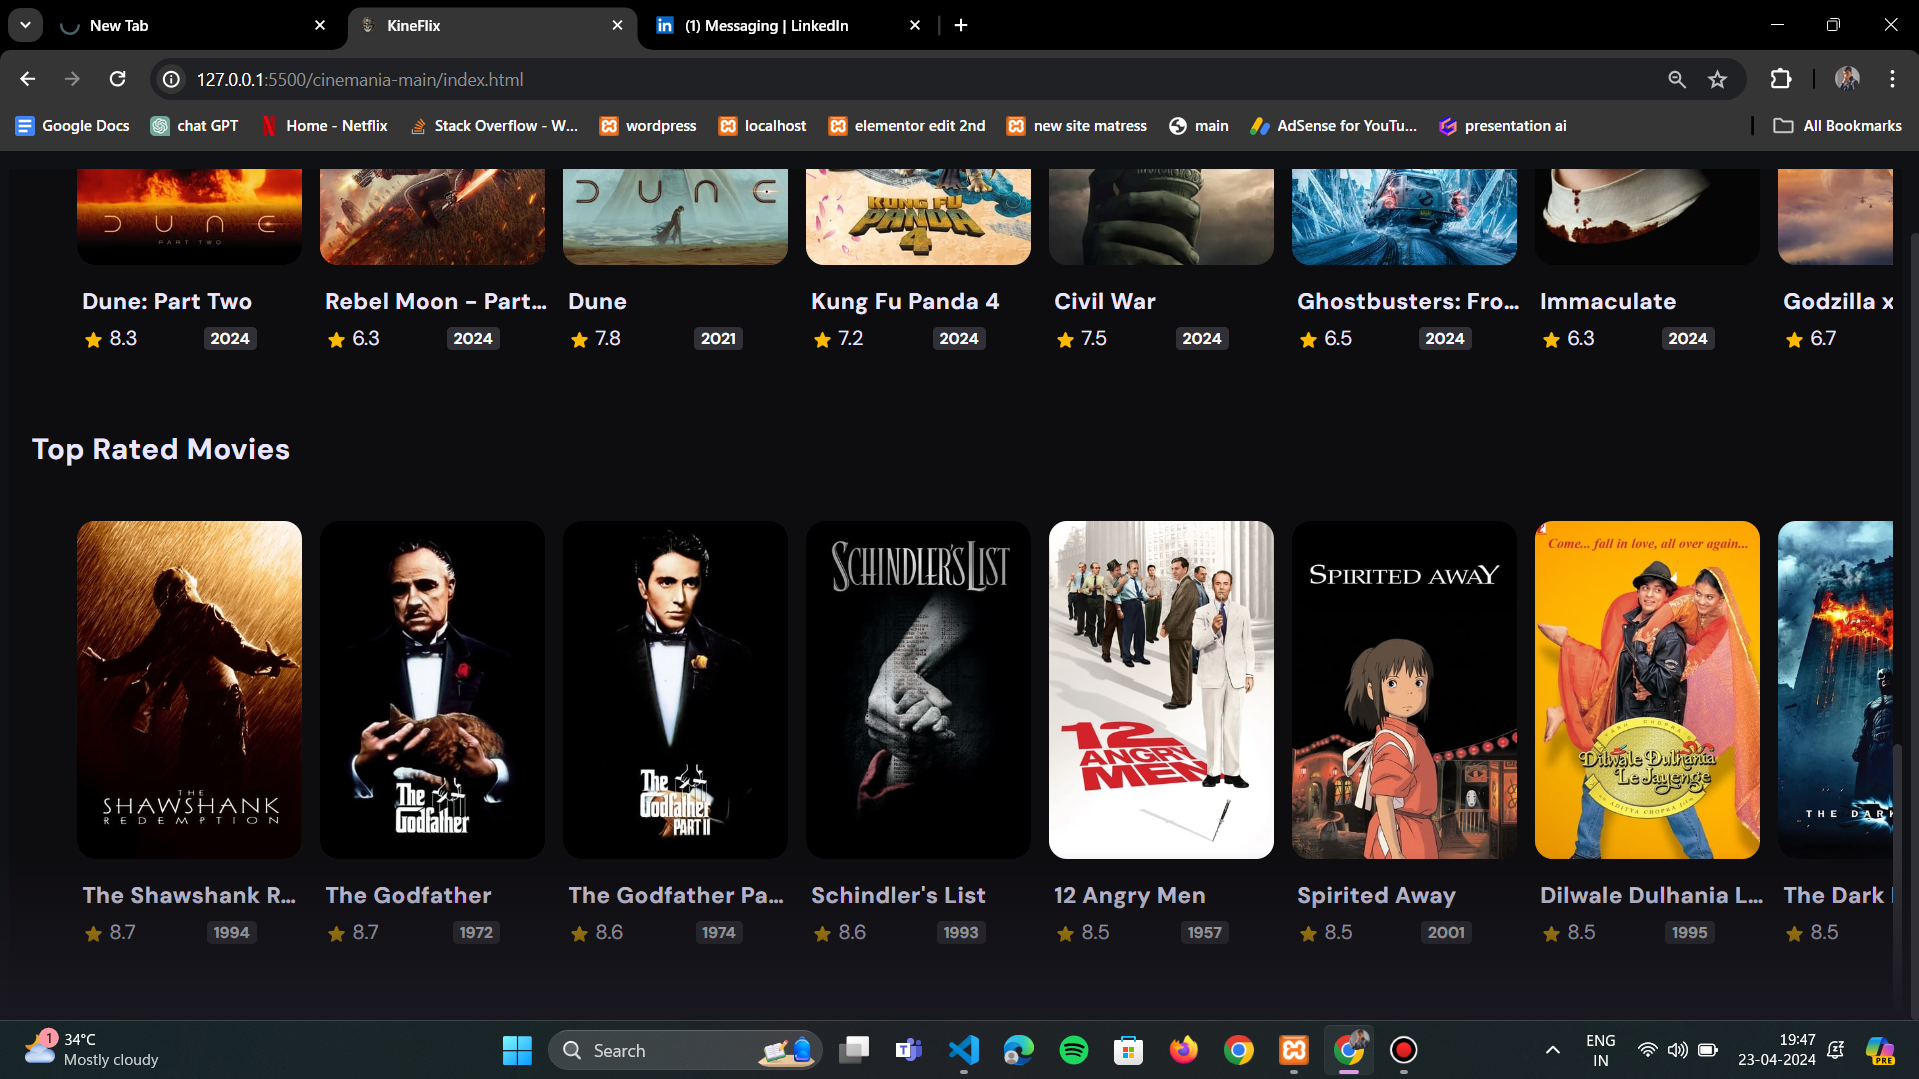 New Tab
KineFlix
(1) Messaging | LinkedIn
127.0.0.1:5500/cinemania-main/index.html
Google Docs
chat GPT
Home - Netflix
Stack Overflow - W...
wordpress
localhost
elementor edit 2nd
new site matress
main
AdSense for YouTu...
presentation ai
All Bookmarks
DUNE
PART TWO
DUNE
KUNG FU
PANDA
4
Dune: Part Two
Rebel Moon - Part...
Dune
Kung Fu Panda 4
Civil War
Ghostbusters: Fro...
Immaculate
Godzilla x
8.3
2024
6.3
2024
7.8
2021
7.2
2024
7.5
2024
6.5
2024
6.3
2024
6.7
Top Rated Movies
THE
SHAWSHANK
REDEMPTION
The
Godfather
The
Godfather
PART II
SCHINDLER'S LIST
12
ANGRY
MEN
SPIRITED AWAY
Come... fall in love, all over again...
Dilwale Dulhania
Le Jayenge
AN ADITYA CHOPRA FILM
THE DARK
The Shawshank R...
The Godfather
The Godfather Pa...
Schindler's List
12 Angry Men
Spirited Away
Dilwale Dulhania L...
The Dark
8.7
1994
8.7
1972
8.6
1974
8.6
1993
8.5
1957
8.5
2001
8.5
1995
8.5
1
34°C
Mostly cloudy
Search
ENG
IN
19:47
23-04-2024
PRE